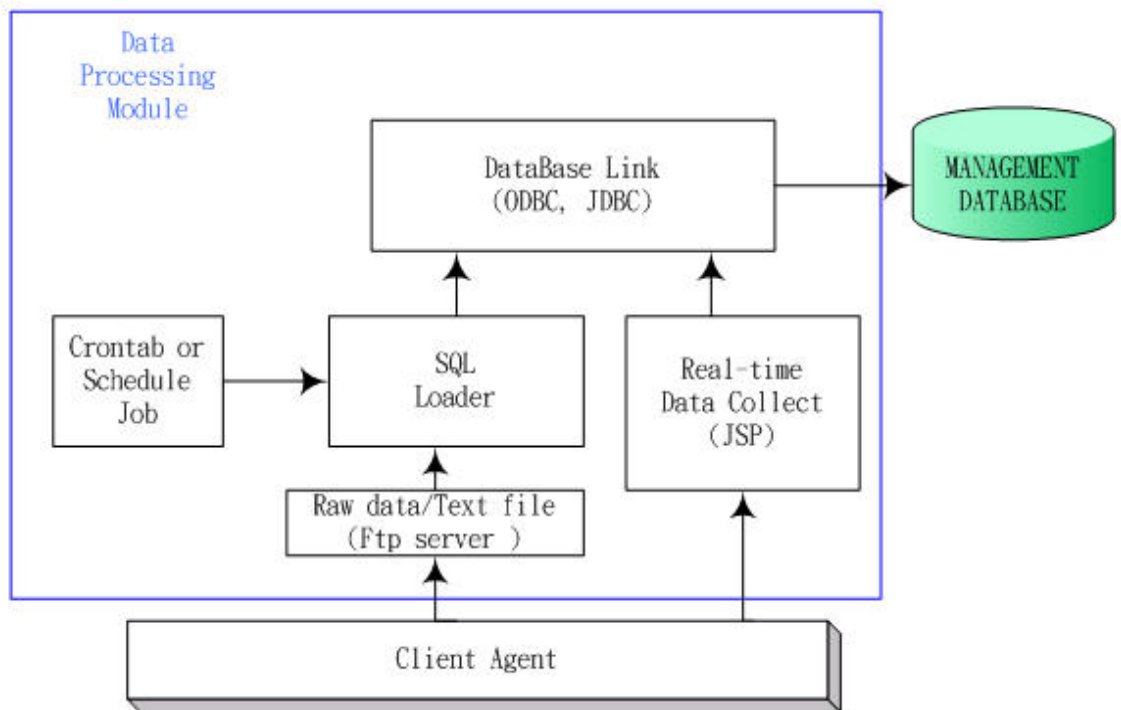 Data
Processing
Module
DataBase Link
(ODBC, JDBC)
MANAGEMENT
DATABASE
Crontab or
Schedule
Job
SQL
Loader
Real-time
Data Collect
(JSP)
Raw data/Text file
(Ftp server )
Client Agent